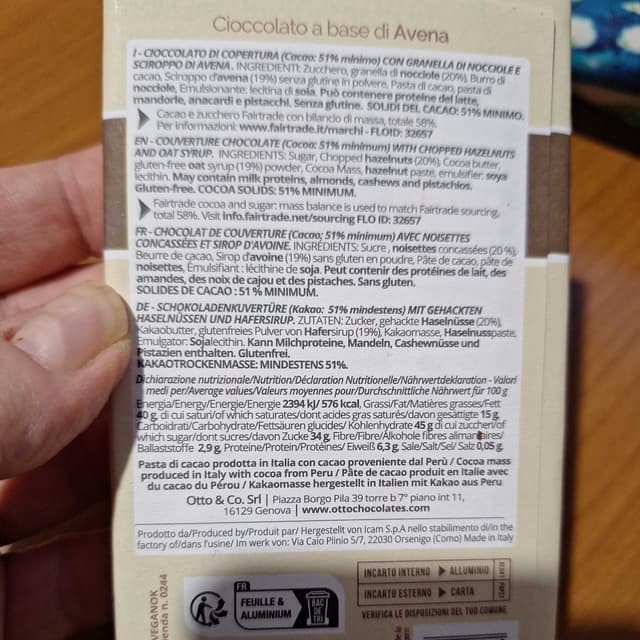 Cioccolato a base di Avena
I - CIOCCOLATO DI COPERTURA (Cacao: 51% minimo) CON GRANELLA DI NOCCIOLE E
SCIROPPO DI AVENA. INGREDIENTI: Zucchero, granella di nocciole (20%), Burro di
cacao, Sciroppo d'avena (19%) senza glutine in polvere, Pasta di cacao, pasta di
nocciole, Emulsionante: lecitina di soia. Può contenere proteine del latte,
mandorle, anacardi e pistacchi. Senza glutine. SOLIDI DEL CACAO: 51% MINIMO.
Cacao e zucchero Fairtrade con bilancio di massa, totale 58%.
Per informazioni: www.fairtrade.it/marchi - FLOID: 32657
EN - COUVERTURE CHOCOLATE (Cocoa: 51% minimum) WITH CHOPPED HAZELNUTS
AND OAT SYRUP. INGREDIENTS: Sugar, Chopped hazelnuts (20%), Cocoa butter,
gluten-free oat syrup (19%) powder, Cocoa Mass, hazelnut paste, emulsifier: soya
lecithin. May contain milk proteins, almonds, cashews and pistachios.
Gluten-free. COCOA SOLIDS: 51% MINIMUM.
Fairtrade cocoa and sugar: mass balance is used to match Fairtrade sourcing,
total 58%. Visit info.fairtrade.net/sourcing FLO ID: 32657
FR - CHOCOLAT DE COUVERTURE (Cacao; 51% minimum) AVEC NOISETTES
CONCASSÉES ET SIROP D'AVOINE. INGRÉDIENTS: Sucre, noisettes concassées (20%),
Beurre de cacao, Sirop d'avoine (19%) sans gluten en poudre, Pâte de cacao, pâte de
noisettes, Émulsifiant : lécithine de soja. Peut contenir des protéines de lait, des
amandes, des noix de cajou et des pistaches. Sans gluten.
SOLIDES DE CACAO : 51 % MINIMUM.
DE - SCHOKOLADENKUVERTÜRE (Kakao: 51% mindestens) MIT GEHACKTEN
HASELNÜSSEN UND HAFERSIRUP. ZUTATEN: Zucker, gehackte Haselnüsse (20%),
Kakaobutter, glutenfreies Pulver von Hafersirup (19%), Kakaomasse, Haselnusspaste,
Emulgator: Sojalecithin. Kann Milchproteine, Mandeln, Cashewnüsse und
Pistazien enthalten. Glutenfrei.
KAKAOTROCKENMASSE: MINDESTENS 51%.
Dichiarazione nutrizionale/Nutrition/Déclaration Nutritionelle/Nährwertdeklaration - Valori
medi per/Average values/Valeurs moyennes pour/Durchschnittliche Nährwert für 100 g
Energia/Energy/Energie/Energie 2394 kJ/ 576 kcal, Grassi/Fat/Matières grasses/Fett
40 g, di cui saturi/of which saturates/dont acides gras saturés/davon gesättigte 15 g,
Carboidrati/Carbohydrate/Fettsäuren glucides/ Kohlenhydrate 45 g di cui zuccheri/of
which sugar/dont sucres/davon Zucke 34 g, Fibre/Fibre/Alkohole fibres alimentaires/
Ballaststoffe 2,9 g, Proteine/Protein/Protéines/ Eiweiß 6,3 g, Sale/Salt/Sel/ Salz 0,05 g.
Pasta di cacao prodotta in Italia con cacao proveniente dal Perù / Cocoa mass
produced in Italy with cocoa from Peru / Pâte de cacao produit en Italie avec
du cacao du Pérou / Kakaomasse hergestellt in Italien mit Kakao aus Peru
Otto & Co. Srl | Piazza Borgo Pila 39 torre b 7° piano int 11,
16129 Genova | www.ottochocolates.com
Prodotto da/Produced by/Produit par/ Hergestellt von Icam S.p.A nello stabilimento di/in the
factory of/dans l'usine/ Im werk von: Via Caio Plinio 5/7, 22030 Orsenigo (Como) Made in Italy
VEGANOK
enda n. 0244
FR
FEUILLE &
ALUMINIUM
BAC
DE TRI
INCARTO INTERNO ALLUMINIO
INCARTO ESTERNO CARTA
VERIFICA LE DISPOSIZIONI DEL TUO COMUNE